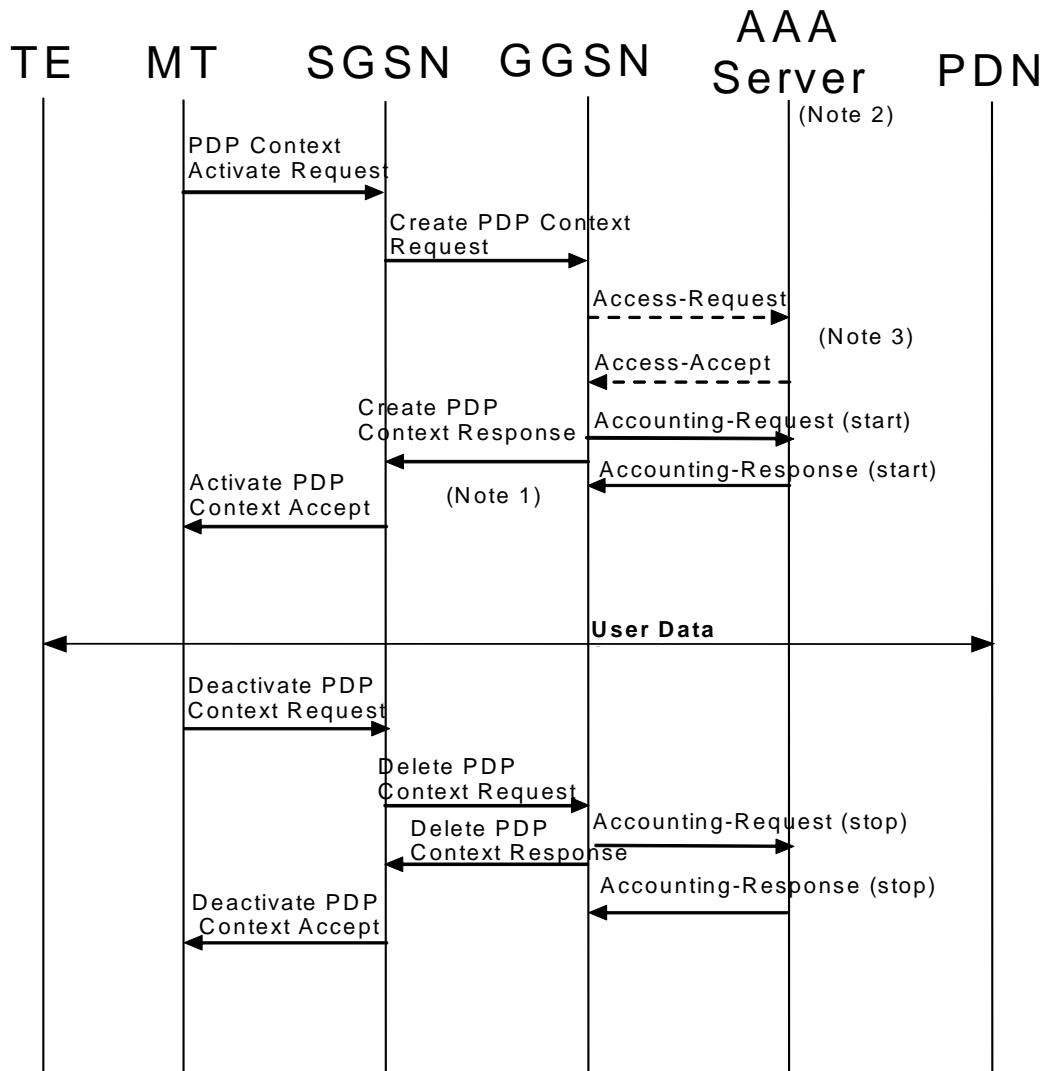 TE
MT
SGSN
GGSN
AAA
Server
PDN
(Note 2)
PDP Context
Activate Request
Create PDP Context
Request
Access-Request
(Note 3)
Access-Accept
Create PDP
Context Response
Accounting-Request (start)
Accounting-Response (start)
(Note 1)
Activate PDP
Context Accept
User Data
Deactivate PDP
Context Request
Delete PDP
Context Request
Accounting-Request (stop)
Delete PDP
Context Response
Accounting-Response (stop)
Deactivate PDP
Context Accept